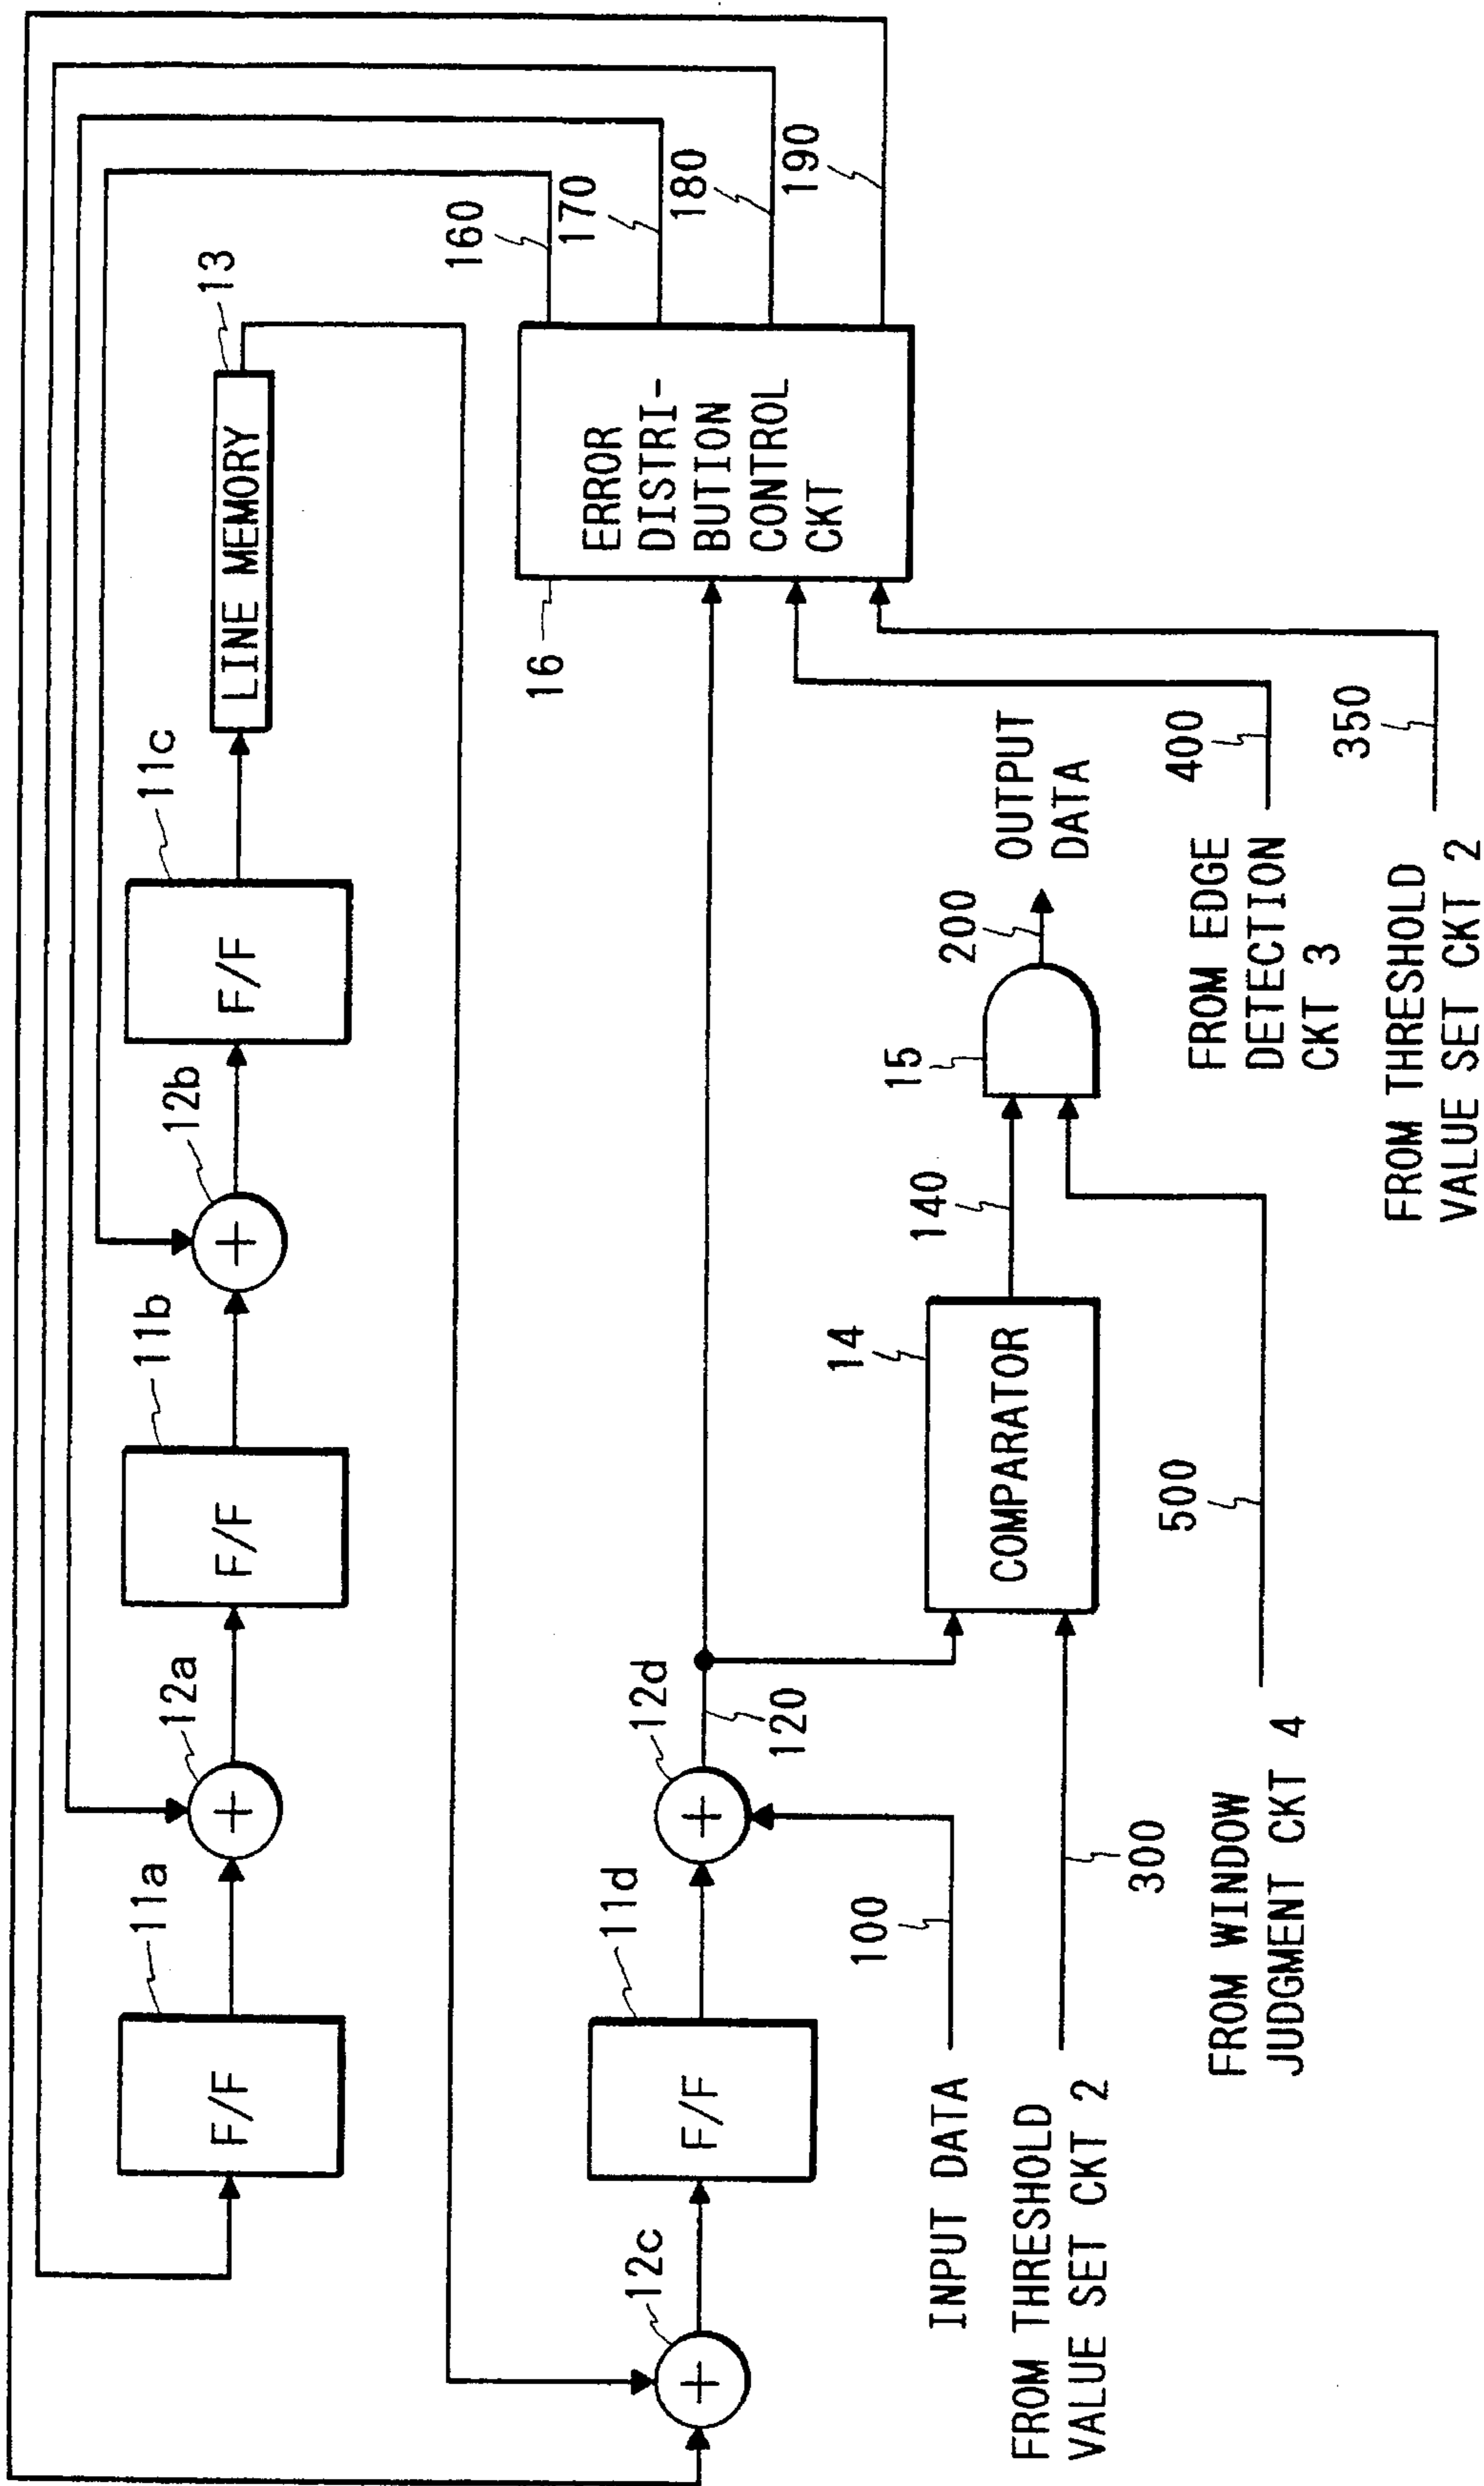 11a
F/F
12a
11b
F/F
12b
11c
F/F
13
LINE MEMORY
160
170
180
190
12c
11d
F/F
12d
120
16
ERROR
DISTRI-
BUTION
CONTROL
CKT
INPUT DATA
100
FROM THRESHOLD
VALUE SET CKT 2
300
14
COMPARATOR
140
15
200
OUTPUT
DATA
FROM WINDOW
JUDGMENT CKT 4
500
FROM EDGE
DETECTION
CKT 3
400
FROM THRESHOLD
VALUE SET CKT 2
350